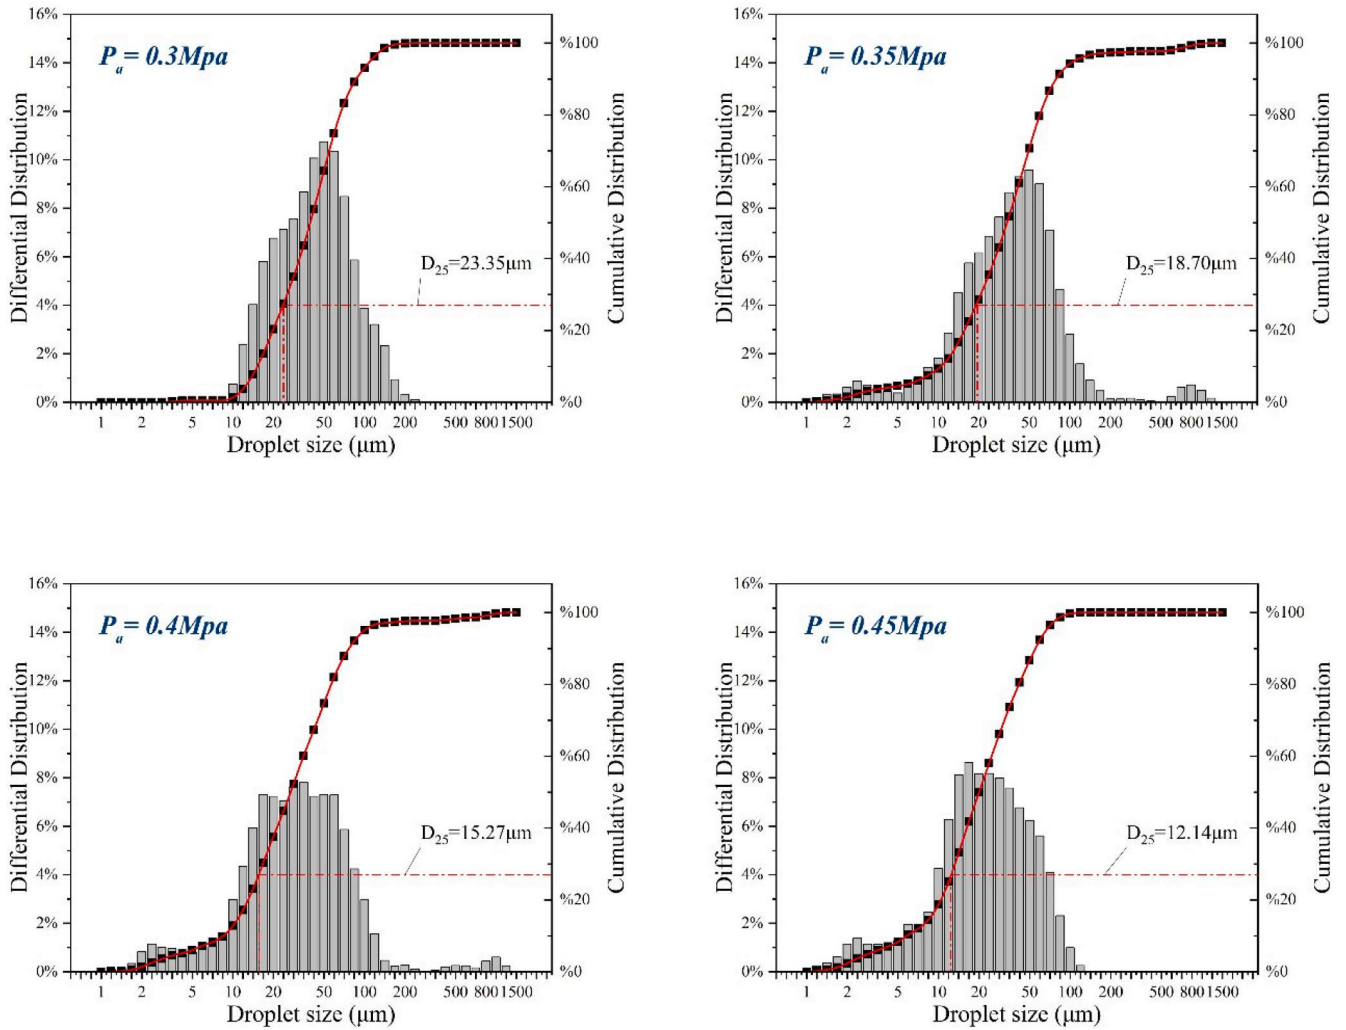 P_a = 0.3Mpa
16%
14%
12%
10%
8%
6%
4%
2%
0%
Differential Distribution
%100
%80
%60
%40
%20
%0
Cumulative Distribution
D25=23.35μm
1 2 5 10 20 50 100 200 500 800 1500
Droplet size (μm)
P_a = 0.35Mpa
16%
14%
12%
10%
8%
6%
4%
2%
0%
Differential Distribution
%100
%80
%60
%40
%20
%0
Cumulative Distribution
D25=18.70μm
1 2 5 10 20 50 100 200 500 800 1500
Droplet size (μm)
P_a = 0.4Mpa
16%
14%
12%
10%
8%
6%
4%
2%
0%
Differential Distribution
%100
%80
%60
%40
%20
%0
Cumulative Distribution
D25=15.27μm
1 2 5 10 20 50 100 200 500 800 1500
Droplet size (μm)
P_a = 0.45Mpa
16%
14%
12%
10%
8%
6%
4%
2%
0%
Differential Distribution
%100
%80
%60
%40
%20
%0
Cumulative Distribution
D25=12.14μm
1 2 5 10 20 50 100 200 500 800 1500
Droplet size (μm)